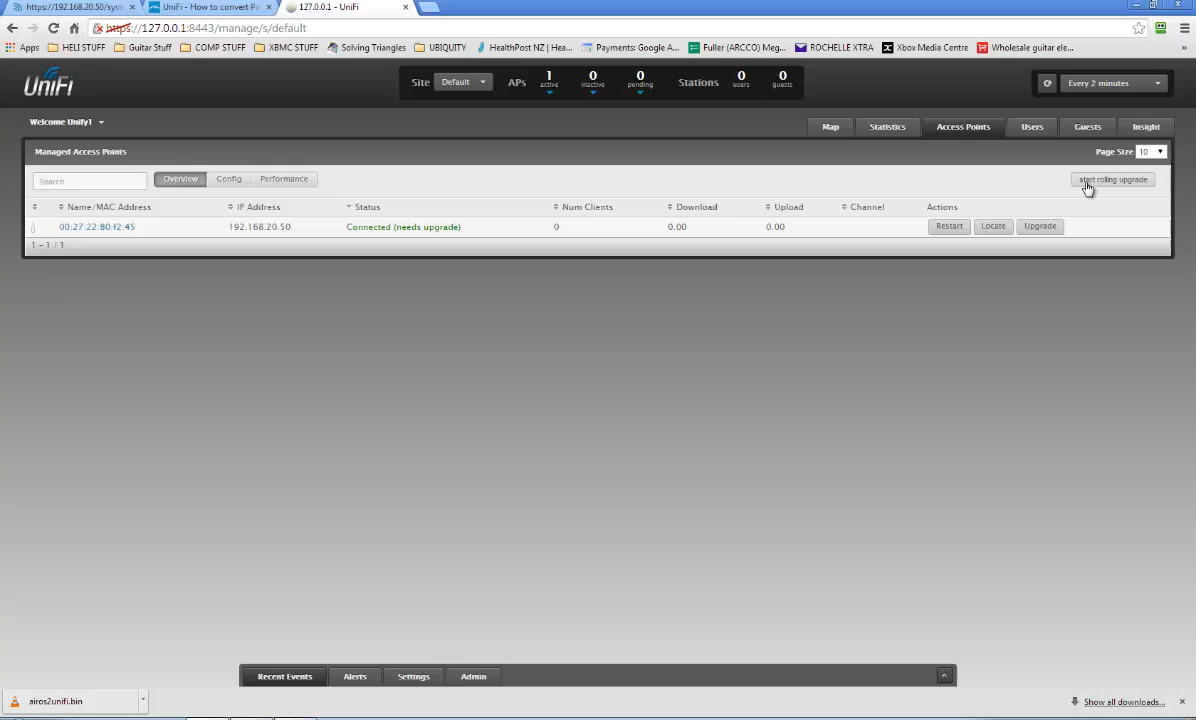 https://192.168.20.50/syst
UniFi - How to convert Pi
127.0.0.1 - UniFi
https://127.0.0.1:8443/manage/s/default
Apps HELI STUFF Guitar Stuff COMP STUFF XBMC STUFF Solving Triangles UBIQUITY HealthPost NZ | Hea... Payments: Google A... Fuller (ARCCO) Meg... ROCHELLE XTRA Xbox Media Centre Wholesale guitar ele... »
UniFi
Site Default APs 1 active 0 inactive 0 pending Stations 0 users 0 guests
Every 2 minutes
Welcome Unify1
Map Statistics Access Points Users Guests Insight
Managed Access Points
Page Size 10
Search Overview Config Performance
start rolling upgrade
Name/MAC Address IP Address Status Num Clients Download Upload Channel Actions
00:27:22:80:f2:45 192.168.20.50 Connected (needs upgrade) 0 0.00 0.00 Restart Locate Upgrade
1 - 1 / 1
Recent Events Alerts Settings Admin
airos2unifi.bin
Show all downloads...